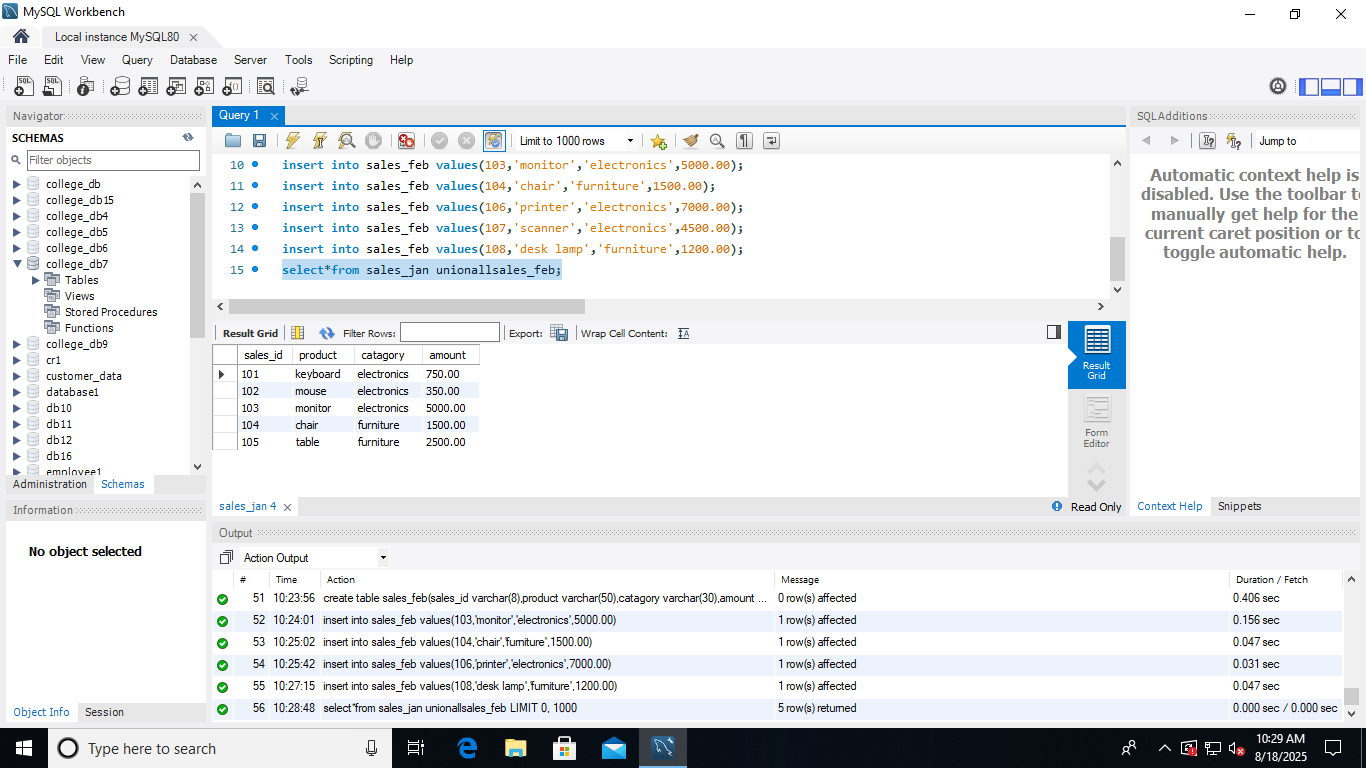 MySQL Workbench
Local instance MySQL80
File Edit View Query Database Server Tools Scripting Help
Navigator
SCHEMAS
Filter objects
college_db
college_db15
college_db4
college_db5
college_db6
college_db7
Tables
Views
Stored Procedures
Functions
college_db9
cr1
customer_data
database1
db10
db11
db12
db16
employee1
Administration Schemas
Information
No object selected
Object Info Session
Query 1
Limit to 1000 rows
10 insert into sales_feb values(103,'monitor','electronics',5000.00);
11 insert into sales_feb values(104,'chair','furniture',1500.00);
12 insert into sales_feb values(106,'printer','electronics',7000.00);
13 insert into sales_feb values(107,'scanner','electronics',4500.00);
14 insert into sales_feb values(108,'desk lamp','furniture',1200.00);
15 select*from sales_jan unionallsales_feb;
Result Grid Filter Rows: Export: Wrap Cell Content:
sales_id product catagory amount
101 keyboard electronics 750.00
102 mouse electronics 350.00
103 monitor electronics 5000.00
104 chair furniture 1500.00
105 table furniture 2500.00
Result
Grid
Form
Editor
sales_jan 4
Read Only
SQLAdditions
Jump to
Automatic context help is
disabled. Use the toolbar to
manually get help for the
current caret position or to
toggle automatic help.
Context Help Snippets
Output
Action Output
# Time Action Message Duration / Fetch
51 10:23:56 create table sales_feb(sales_id varchar(8),product varchar(50),catagory varchar(30),amount ... 0 row(s) affected 0.406 sec
52 10:24:01 insert into sales_feb values(103,'monitor','electronics',5000.00) 1 row(s) affected 0.156 sec
53 10:25:02 insert into sales_feb values(104,'chair','furniture',1500.00) 1 row(s) affected 0.047 sec
54 10:25:42 insert into sales_feb values(106,'printer','electronics',7000.00) 1 row(s) affected 0.031 sec
55 10:27:15 insert into sales_feb values(108,'desk lamp','furniture',1200.00) 1 row(s) affected 0.047 sec
56 10:28:48 select*from sales_jan unionallsales_feb LIMIT 0, 1000 5 row(s) returned 0.000 sec / 0.000 sec
Type here to search
10:29 AM
8/18/2025